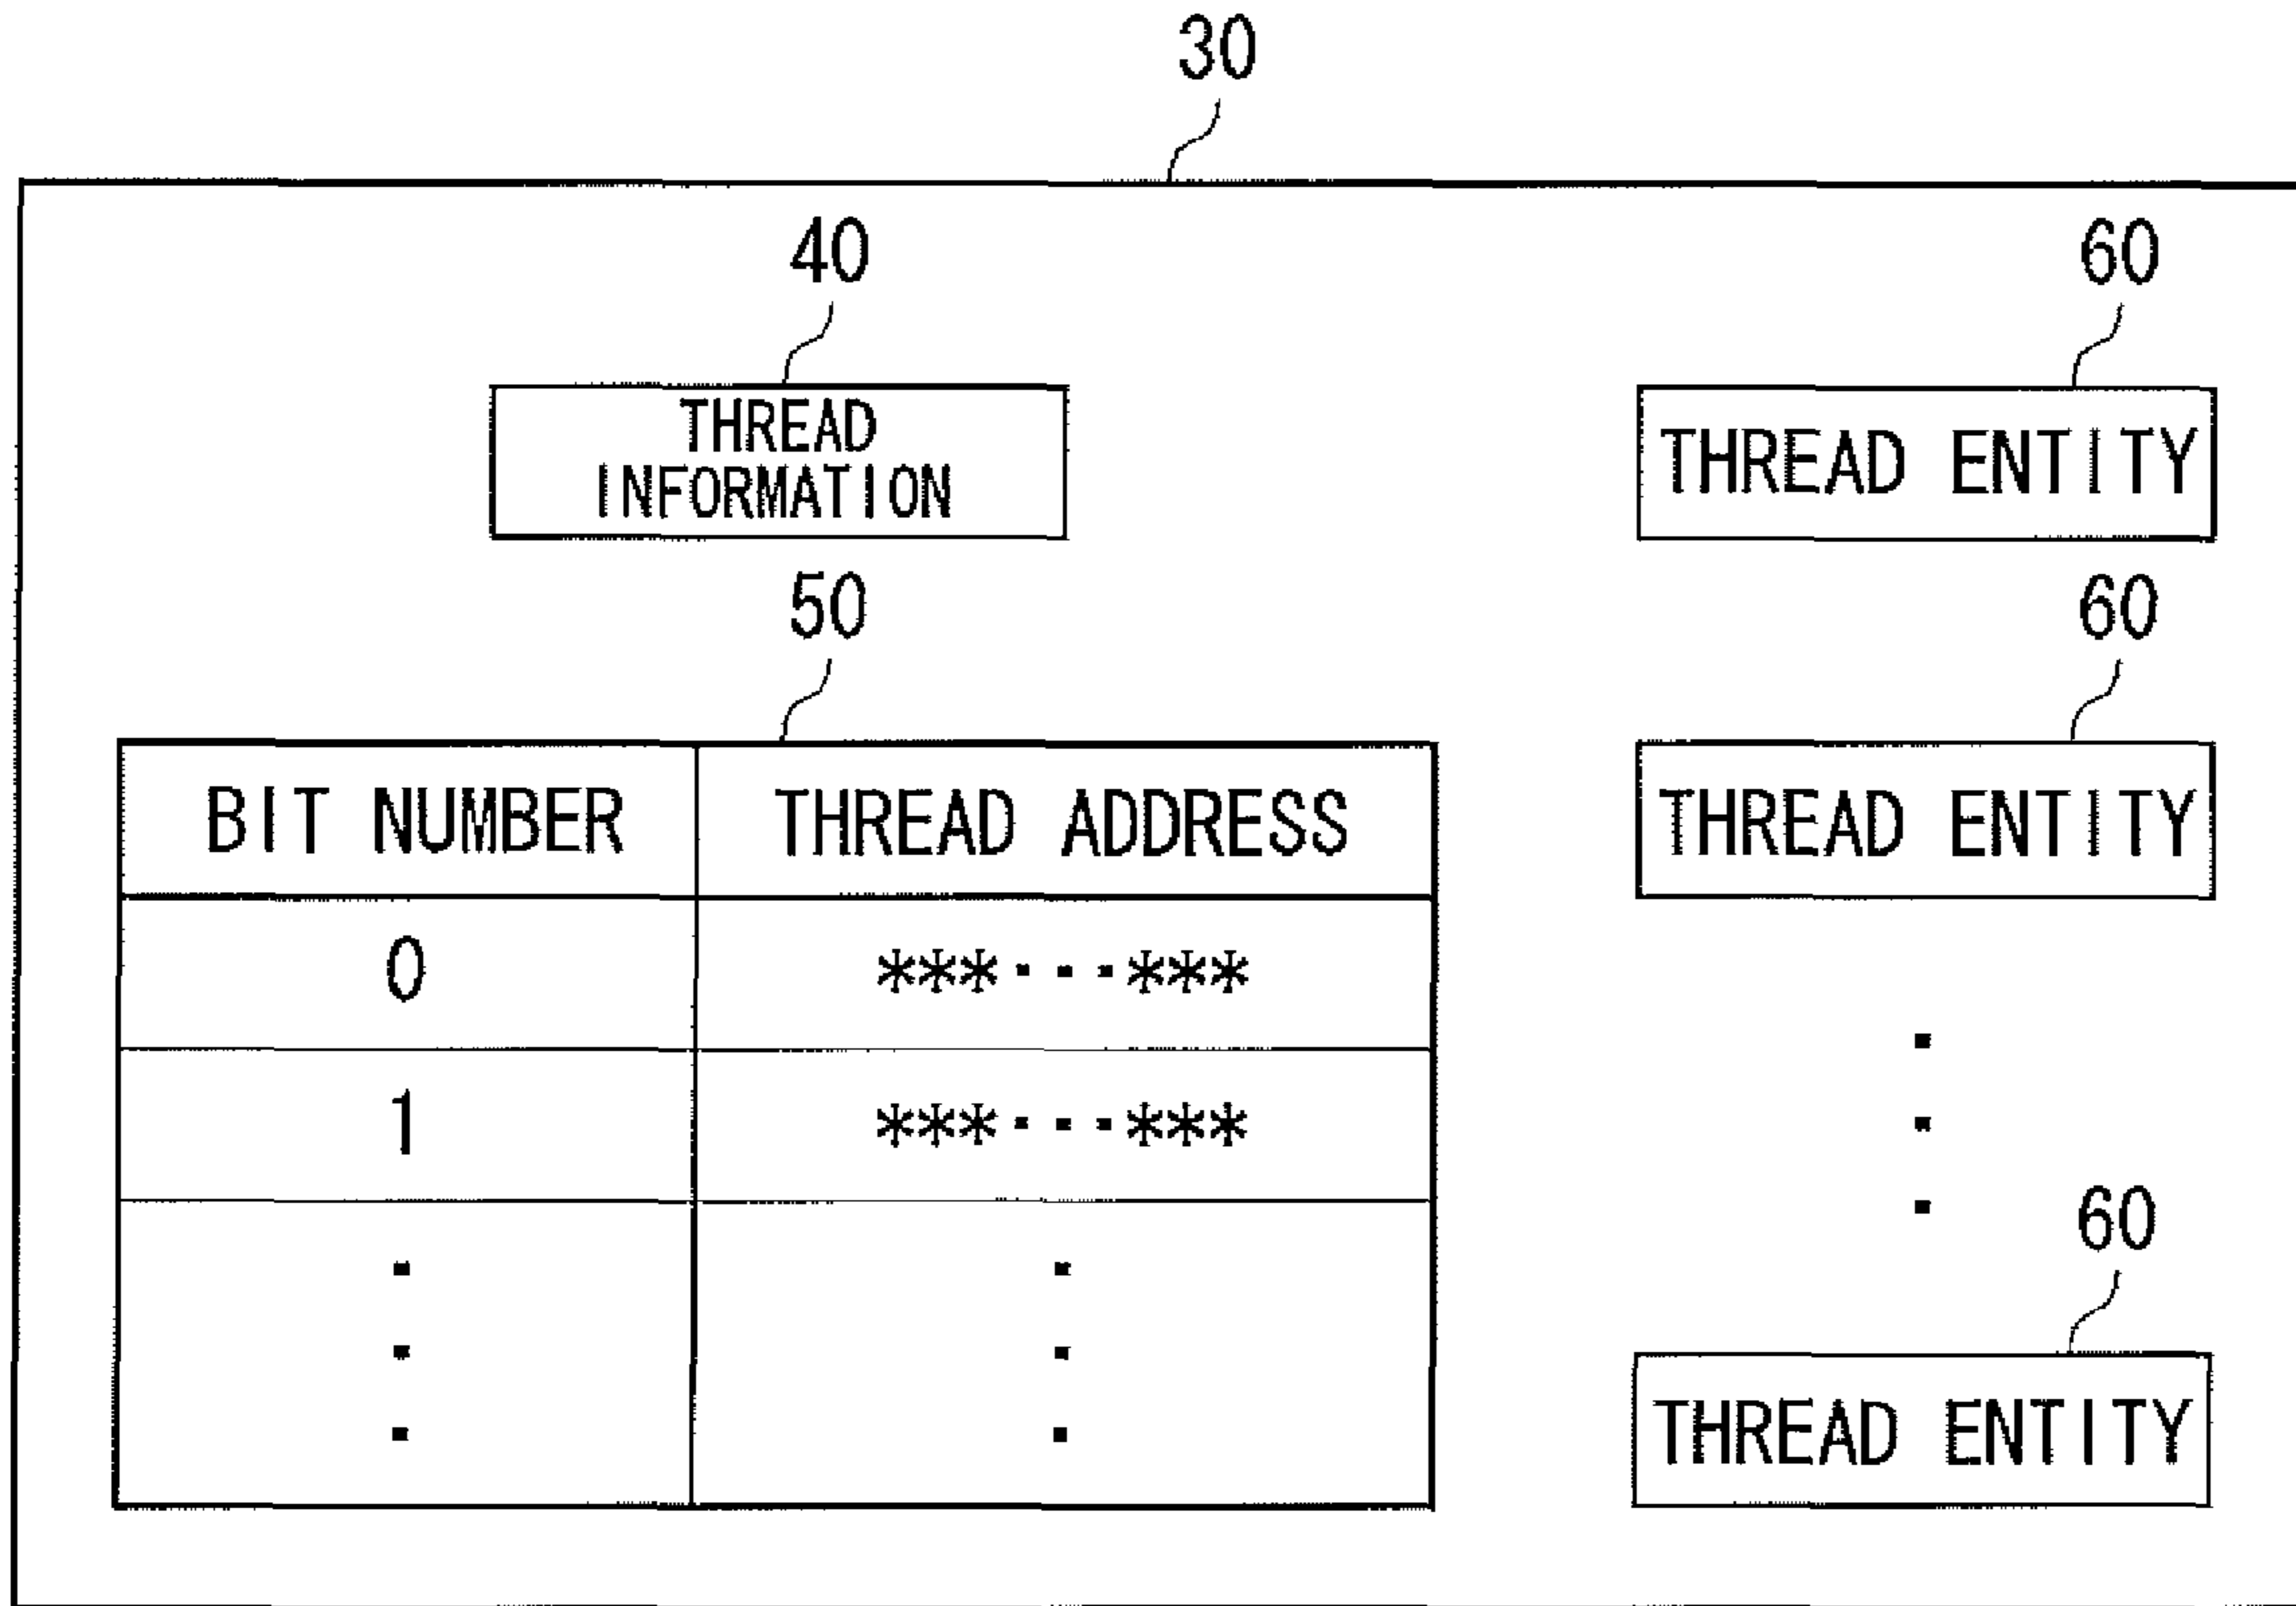 30
40
THREAD
INFORMATION
60
THREAD ENTITY
50
BIT NUMBER THREAD ADDRESS
0 ***···***
1 ***···***
60
THREAD ENTITY
60
THREAD ENTITY